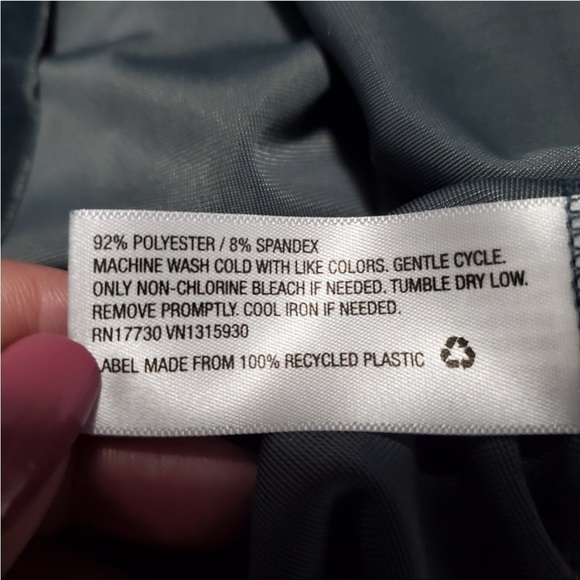 92% POLYESTER / 8% SPANDEX
MACHINE WASH COLD WITH LIKE COLORS. GENTLE CYCLE.
ONLY NON-CHLORINE BLEACH IF NEEDED. TUMBLE DRY LOW.
REMOVE PROMPTLY. COOL IRON IF NEEDED.
RN17730 VN1315930
LABEL MADE FROM 100% RECYCLED PLASTIC